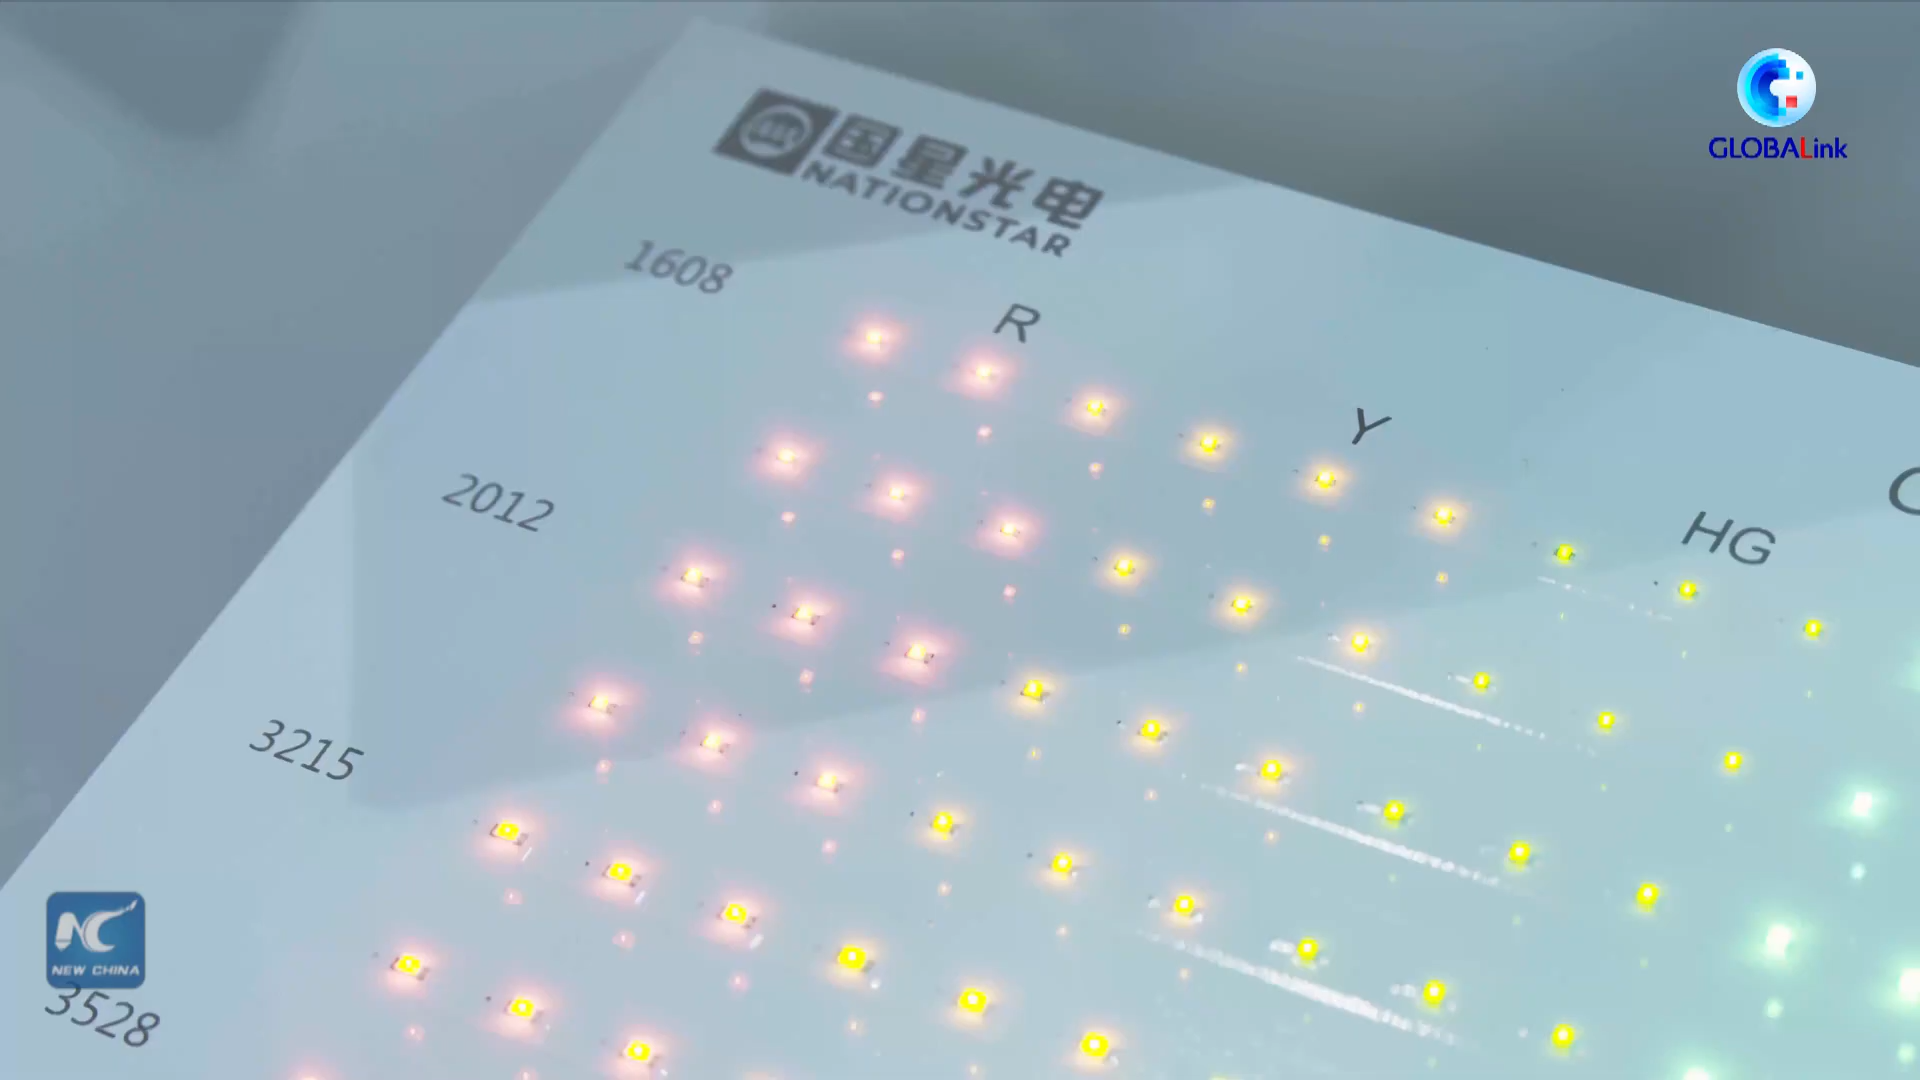 GLOBALink
国星光电
NATIONSTAR
1608
R
Y
HG
2012
3215
NEW CHINA
3528